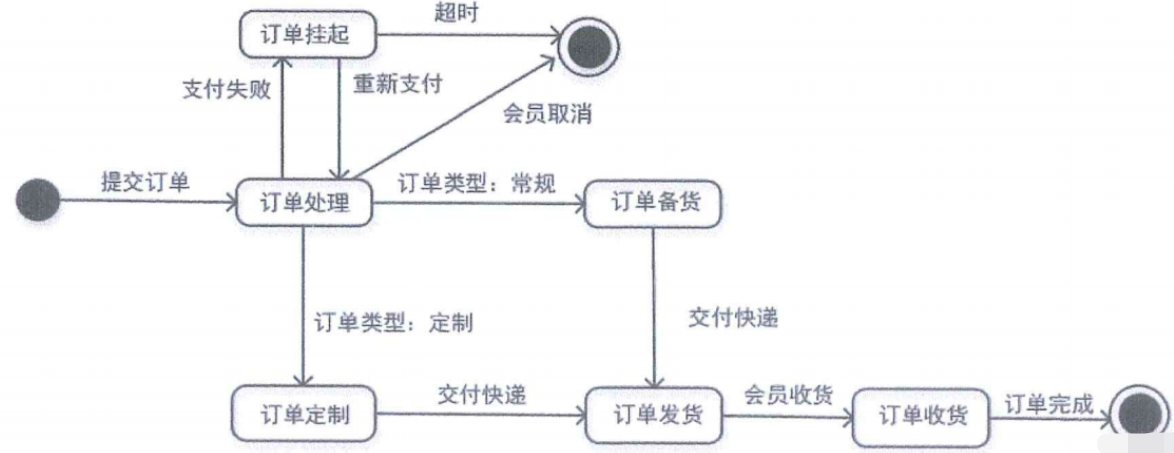 超时
订单挂起
支付失败
重新支付
会员取消
提交订单
订单类型：常规
订单处理
订单备货
订单类型：定制
交付快递
交付快递
会员收货
订单完成
订单定制
订单发货
订单收货